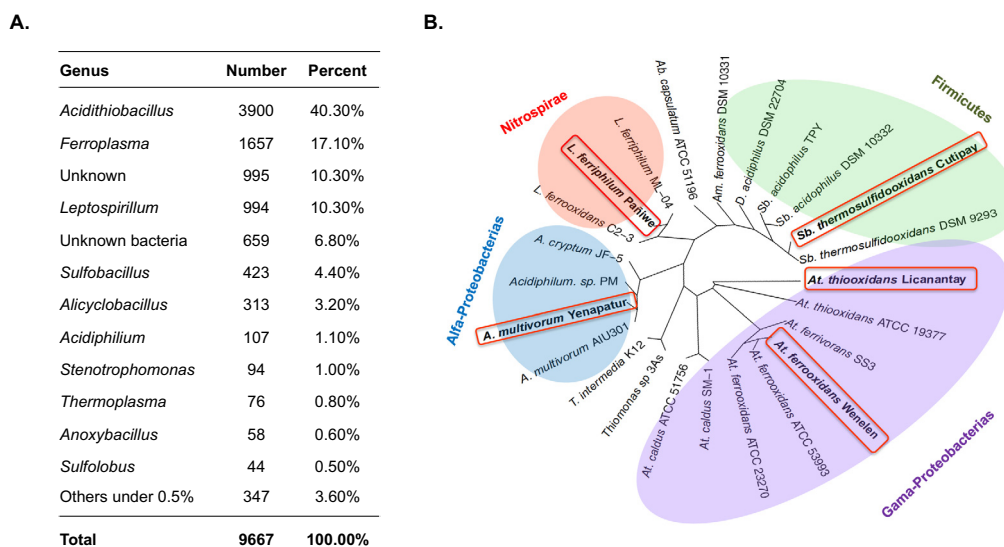 A.
Genus Number Percent
Acidithiobacillus 3900 40.30%
Ferroplasma 1657 17.10%
Unknown 995 10.30%
Leptospirillum 994 10.30%
Unknown bacteria 659 6.80%
Sulfobacillus 423 4.40%
Alicyclobacillus 313 3.20%
Acidiphilium 107 1.10%
Stenotrophomonas 94 1.00%
Thermoplasma 76 0.80%
Anoxybacillus 58 0.60%
Sulfolobus 44 0.50%
Others under 0.5% 347 3.60%
Total 9667 100.00%
B.
Nitrospirae
L. ferrooxidans C2–3
L. ferriphilum Pañiwe
L. ferriphilum ML–04
Ab. capsulatum ATCC 51196
Am. ferrooxidans DSM 10331
D. acidiphilus DSM 22704
Sb. acidophilus TPY
Sb. acidophilus DSM 10332
Sb. thermosulfidooxidans Cutipay
Sb. thermosulfidooxidans DSM 9293
Firmicutes
At. thiooxidans Licanantay
At. thiooxidans ATCC 19377
At. ferrivorans SS3
At. ferrooxidans Wenelen
At. ferrooxidans ATCC 53993
At. ferrooxidans ATCC 23270
At. caldus SM–1
At. caldus ATCC 51756
Gama-Proteobacterias
Thiomonas sp 3As
T. intermedia K12
A. multivorum AIU301
A. multivorum Yenapatur
Acidiphilium. sp. PM
A. cryptum JF–5
Alfa-Proteobacterias